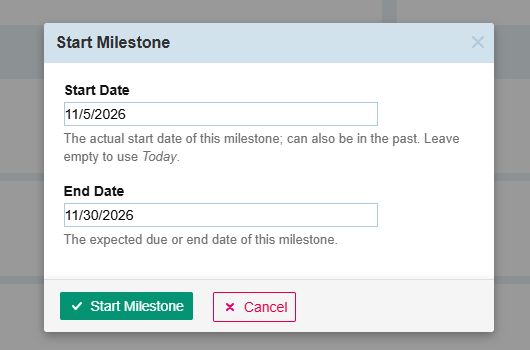 Start Milestone
Start Date
11/5/2026
The actual start date of this milestone; can also be in the past. Leave
empty to use Today.
End Date
11/30/2026
The expected due or end date of this milestone.
Start Milestone
Cancel